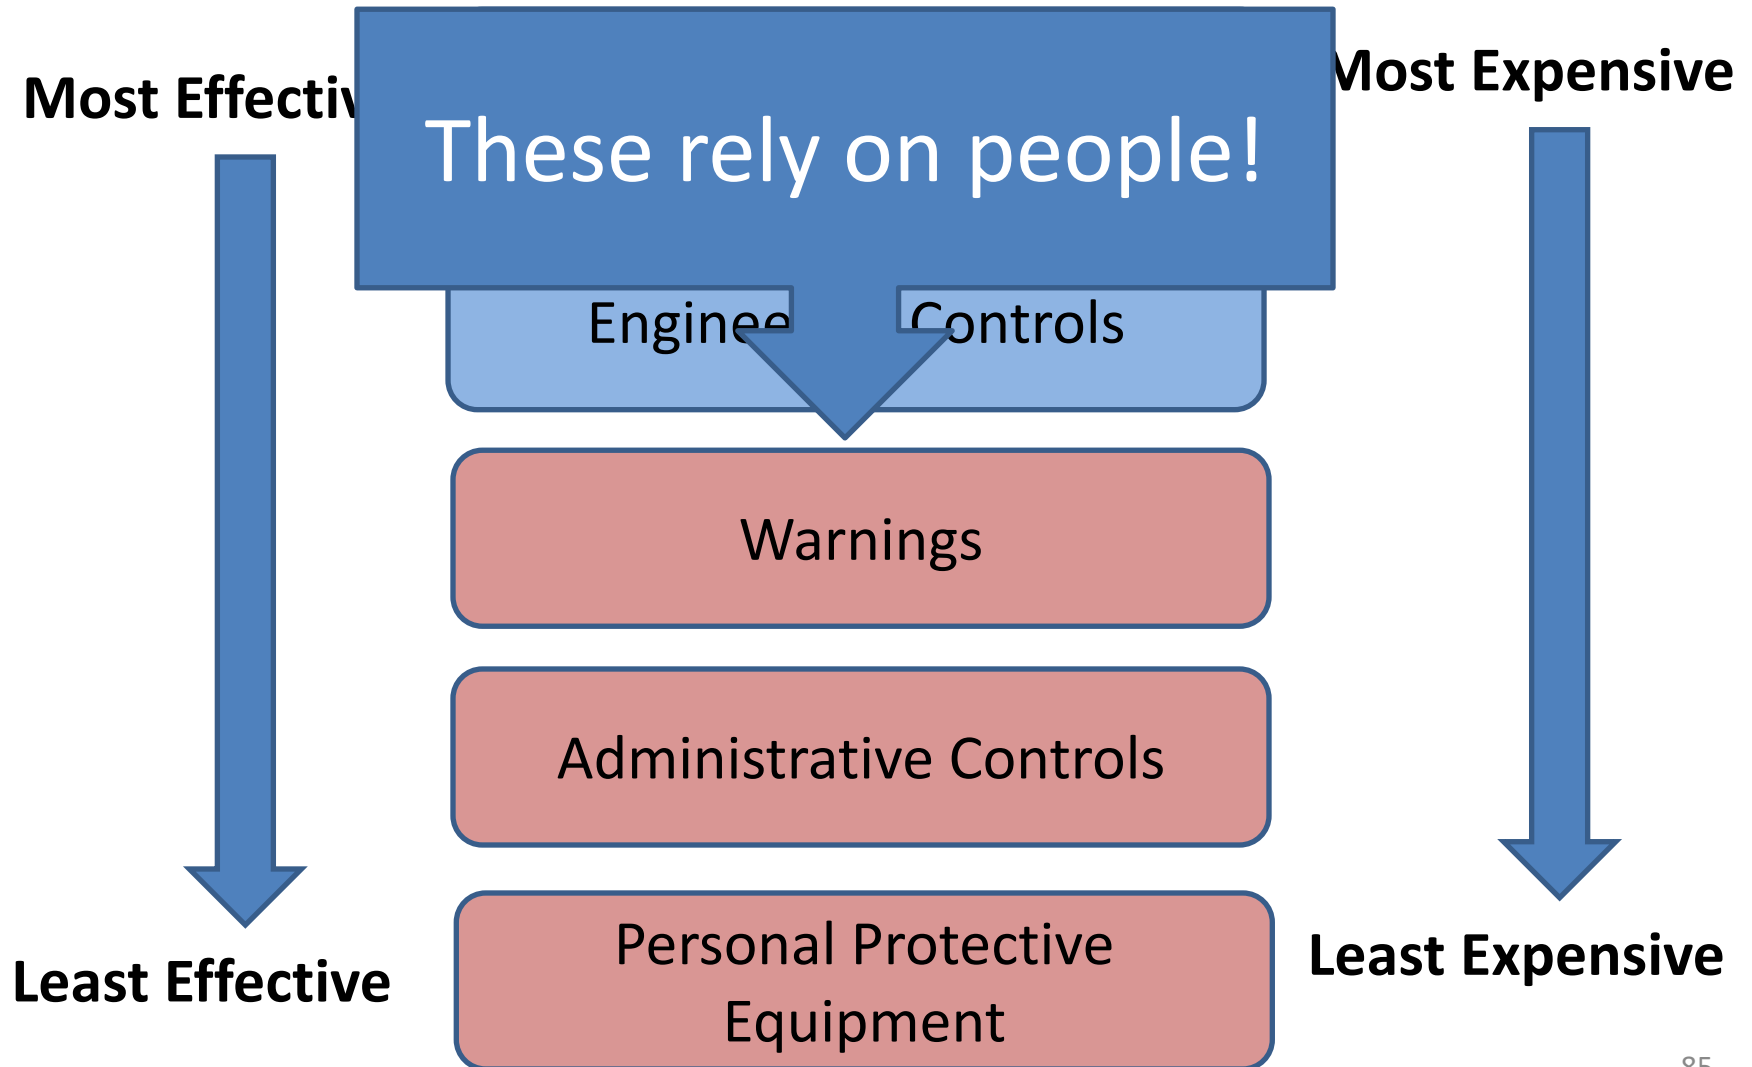 Most Effectiv
Most Expensive
These rely on people!
Enginee Controls
Warnings
Administrative Controls
Personal Protective
Equipment
Least Effective
Least Expensive
85